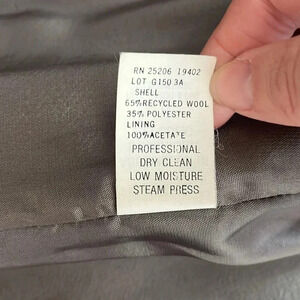 RN 25206 19402
LOT G150 3A
SHELL
65% RECYCLED WOOL
35% POLYESTER
LINING
100% ACETATE
PROFESSIONAL
DRY CLEAN
LOW MOISTURE
STEAM PRESS